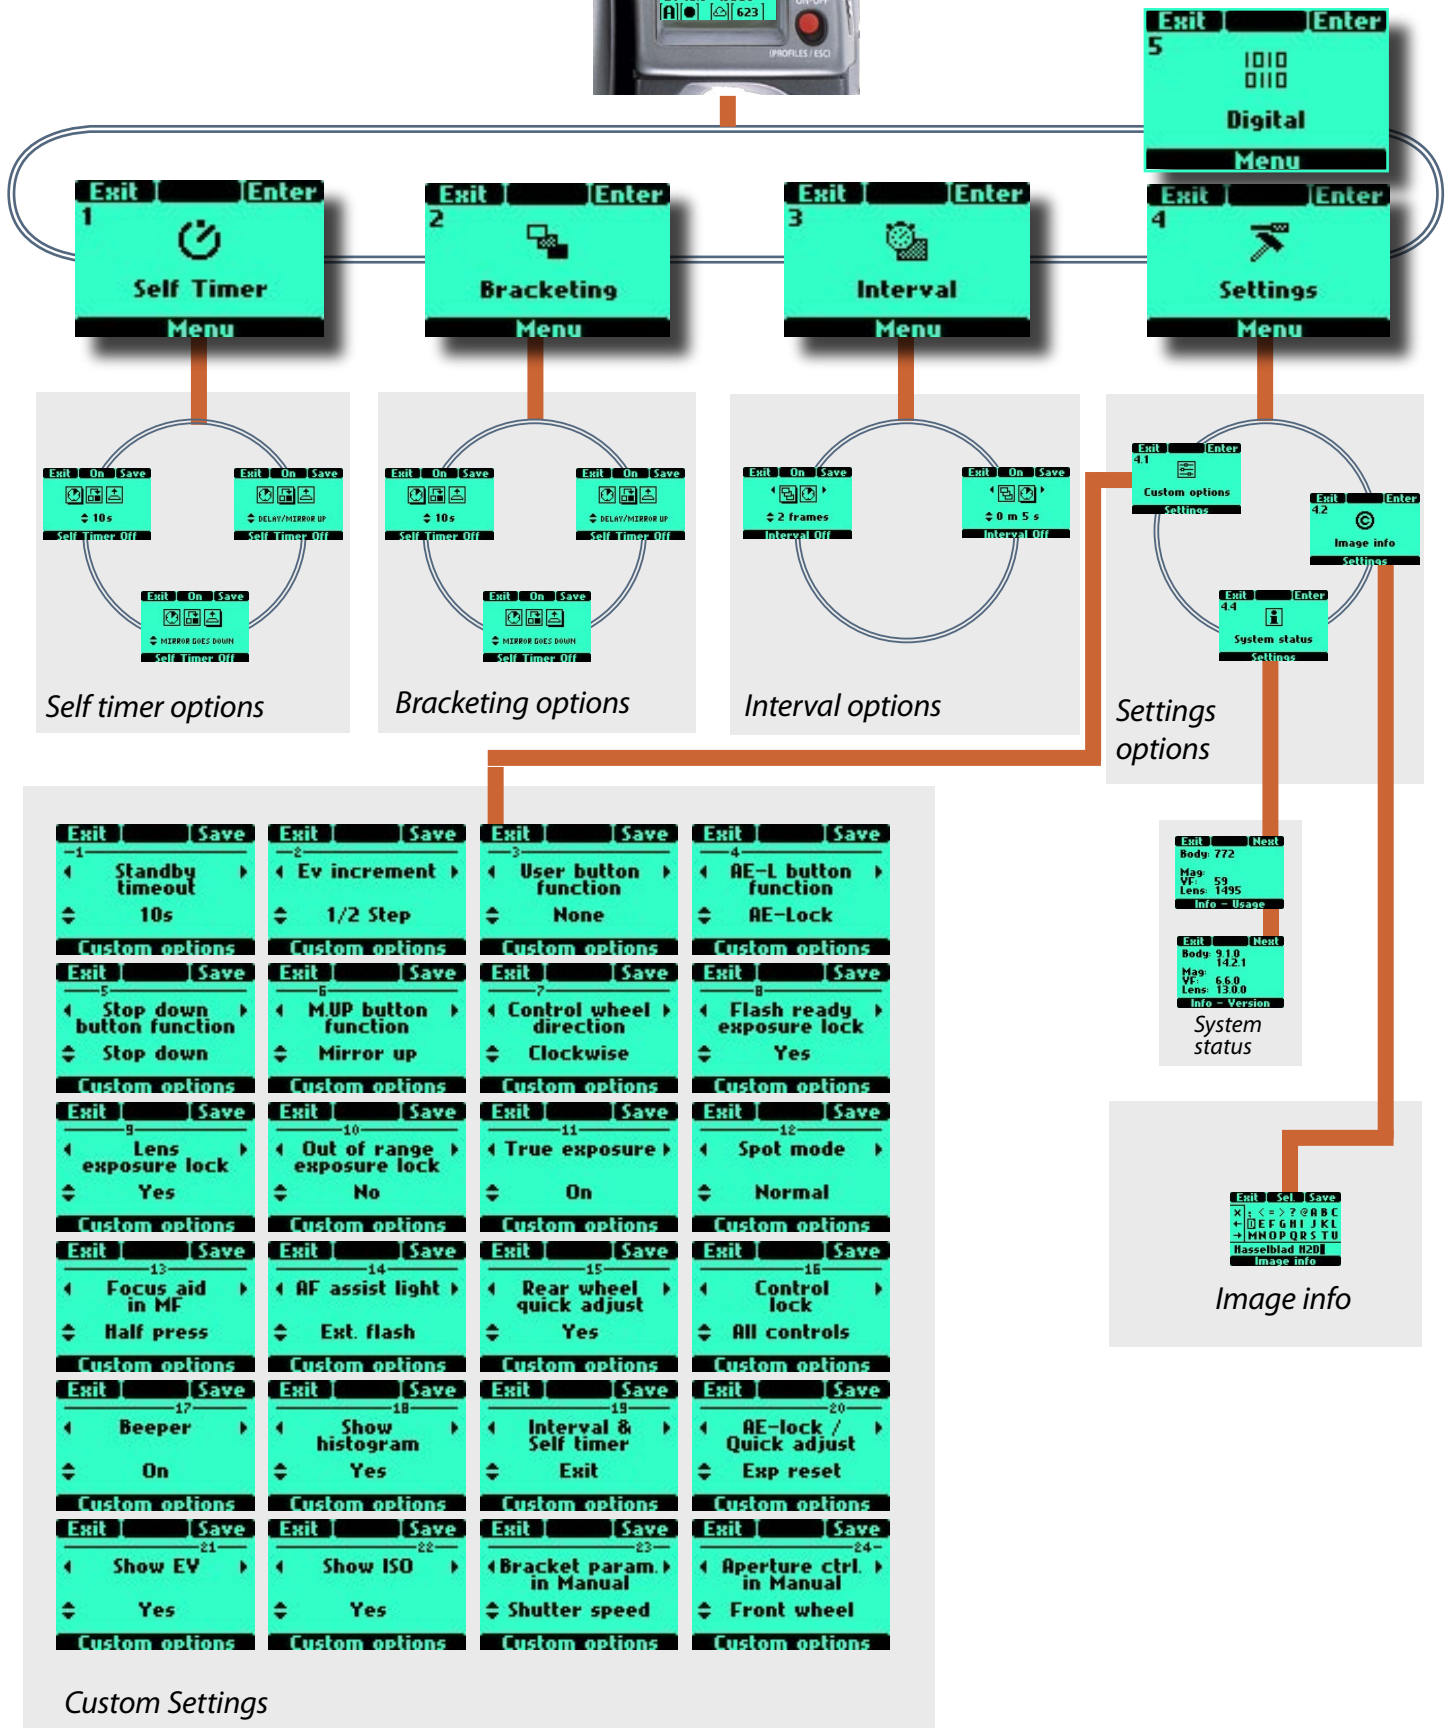 623
ON-OFF
(PROFILES / ESC)
Exit Enter
5
1010
0110
Digital
Menu
Exit Enter
1
Self Timer
Menu
Exit Enter
2
Bracketing
Menu
Exit Enter
3
Interval
Menu
Exit Enter
4
Settings
Menu
Exit On Save
10s
Self Timer Off
Exit On Save
DELAY/MIRROR UP
Self Timer Off
Exit On Save
MIRROR GOES DOWN
Self Timer Off
Self timer options
Exit On Save
10s
Self Timer Off
Exit On Save
DELAY/MIRROR UP
Self Timer Off
Exit On Save
MIRROR GOES DOWN
Self Timer Off
Bracketing options
Exit On Save
2 frames
Interval Off
Exit On Save
0 m 5 s
Interval Off
Interval options
Exit Enter
4.1
Custom options
Settings
Exit Enter
4.2
©
Image info
Settings
Exit Enter
4.4
System status
Settings
Settings
options
Exit Save
1
Standby
timeout
10s
Custom options
Exit Save
2
Ev increment
1/2 Step
Custom options
Exit Save
3
User button
function
None
Custom options
Exit Save
4
AE-L button
function
AE-Lock
Custom options
Exit Save
5
Stop down
button function
Stop down
Custom options
Exit Save
6
M.UP button
function
Mirror up
Custom options
Exit Save
7
Control wheel
direction
Clockwise
Custom options
Exit Save
8
Flash ready
exposure lock
Yes
Custom options
Exit Save
9
Lens
exposure lock
Yes
Custom options
Exit Save
10
Out of range
exposure lock
No
Custom options
Exit Save
11
True exposure
On
Custom options
Exit Save
12
Spot mode
Normal
Custom options
Exit Save
13
Focus aid
in MF
Half press
Custom options
Exit Save
14
AF assist light
Ext. flash
Custom options
Exit Save
15
Rear wheel
quick adjust
Yes
Custom options
Exit Save
16
Control
lock
All controls
Custom options
Exit Save
17
Beeper
On
Custom options
Exit Save
18
Show
histogram
Yes
Custom options
Exit Save
19
Interval &
Self timer
Exit
Custom options
Exit Save
20
AE-lock /
Quick adjust
Exp reset
Custom options
Exit Save
21
Show EV
Yes
Custom options
Exit Save
22
Show ISO
Yes
Custom options
Exit Save
23
Bracket param.
in Manual
Shutter speed
Custom options
Exit Save
24
Aperture ctrl.
in Manual
Front wheel
Custom options
Custom Settings
Exit Next
Body: 772
Mag:
VF: 59
Lens: 1495
Info - Usage
Exit Next
Body: 9.1.0
14.2.1
Mag:
VF: 6.6.0
Lens: 13.0.0
Info - Version
System
status
Exit Sel. Save
× ; < = > ? @ A B C
← D E F G H I J K L
→ M N O P Q R S T U
Hasselblad H2D
Image info
Image info